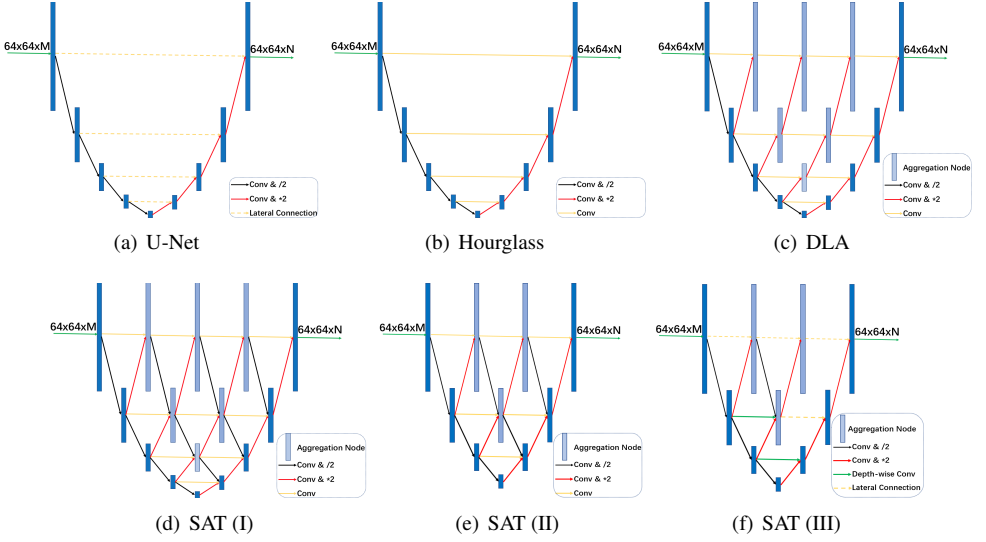 64x64xM
64x64xN
Conv & /2
Conv & *2
Lateral Connection
(a) U-Net
64x64xM
64x64xN
Conv & /2
Conv & *2
Conv
(b) Hourglass
64x64xM
64x64xN
Aggregation Node
Conv & /2
Conv & *2
Conv
(c) DLA
64x64xM
64x64xN
Aggregation Node
Conv & /2
Conv & *2
Conv
(d) SAT (I)
64x64xM
64x64xN
Aggregation Node
Conv & /2
Conv & *2
Conv
(e) SAT (II)
64x64xM
64x64xN
Aggregation Node
Conv & /2
Conv & *2
Depth-wise Conv
Lateral Connection
(f) SAT (III)